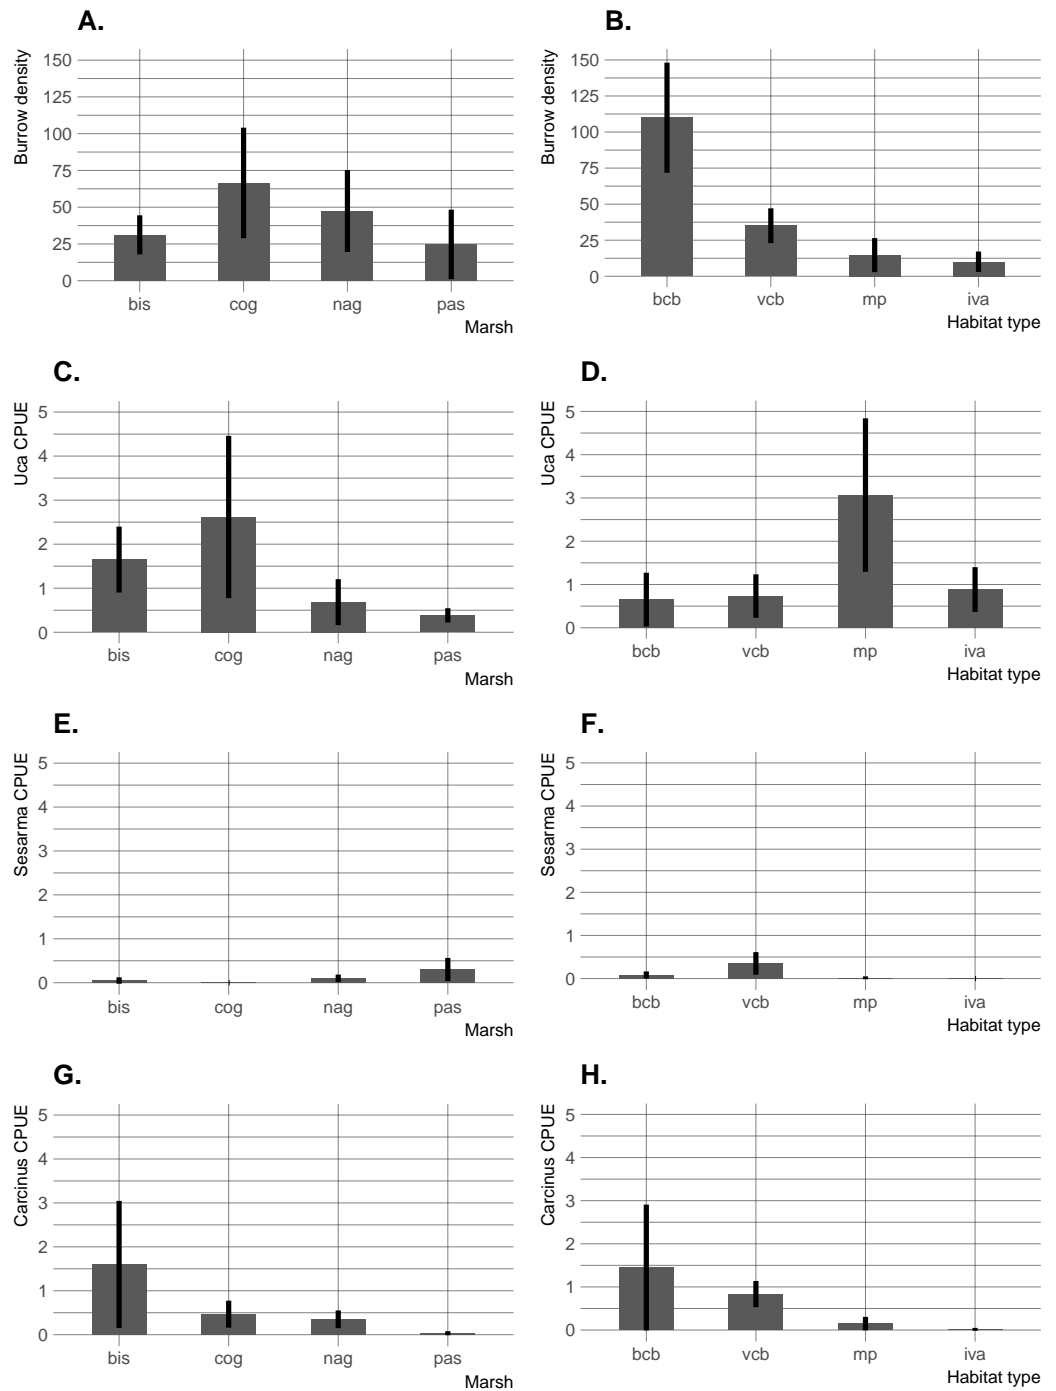 A.
Burrow density
150
125
100
75
50
25
0
bis cog nag pas
Marsh
B.
Burrow density
150
125
100
75
50
25
0
bcb vcb mp iva
Habitat type
C.
Uca CPUE
5
4
3
2
1
0
bis cog nag pas
Marsh
D.
Uca CPUE
5
4
3
2
1
0
bcb vcb mp iva
Habitat type
E.
Sesarma CPUE
5
4
3
2
1
0
bis cog nag pas
Marsh
F.
Sesarma CPUE
5
4
3
2
1
0
bcb vcb mp iva
Habitat type
G.
Carcinus CPUE
5
4
3
2
1
0
bis cog nag pas
Marsh
H.
Carcinus CPUE
5
4
3
2
1
0
bcb vcb mp iva
Habitat type